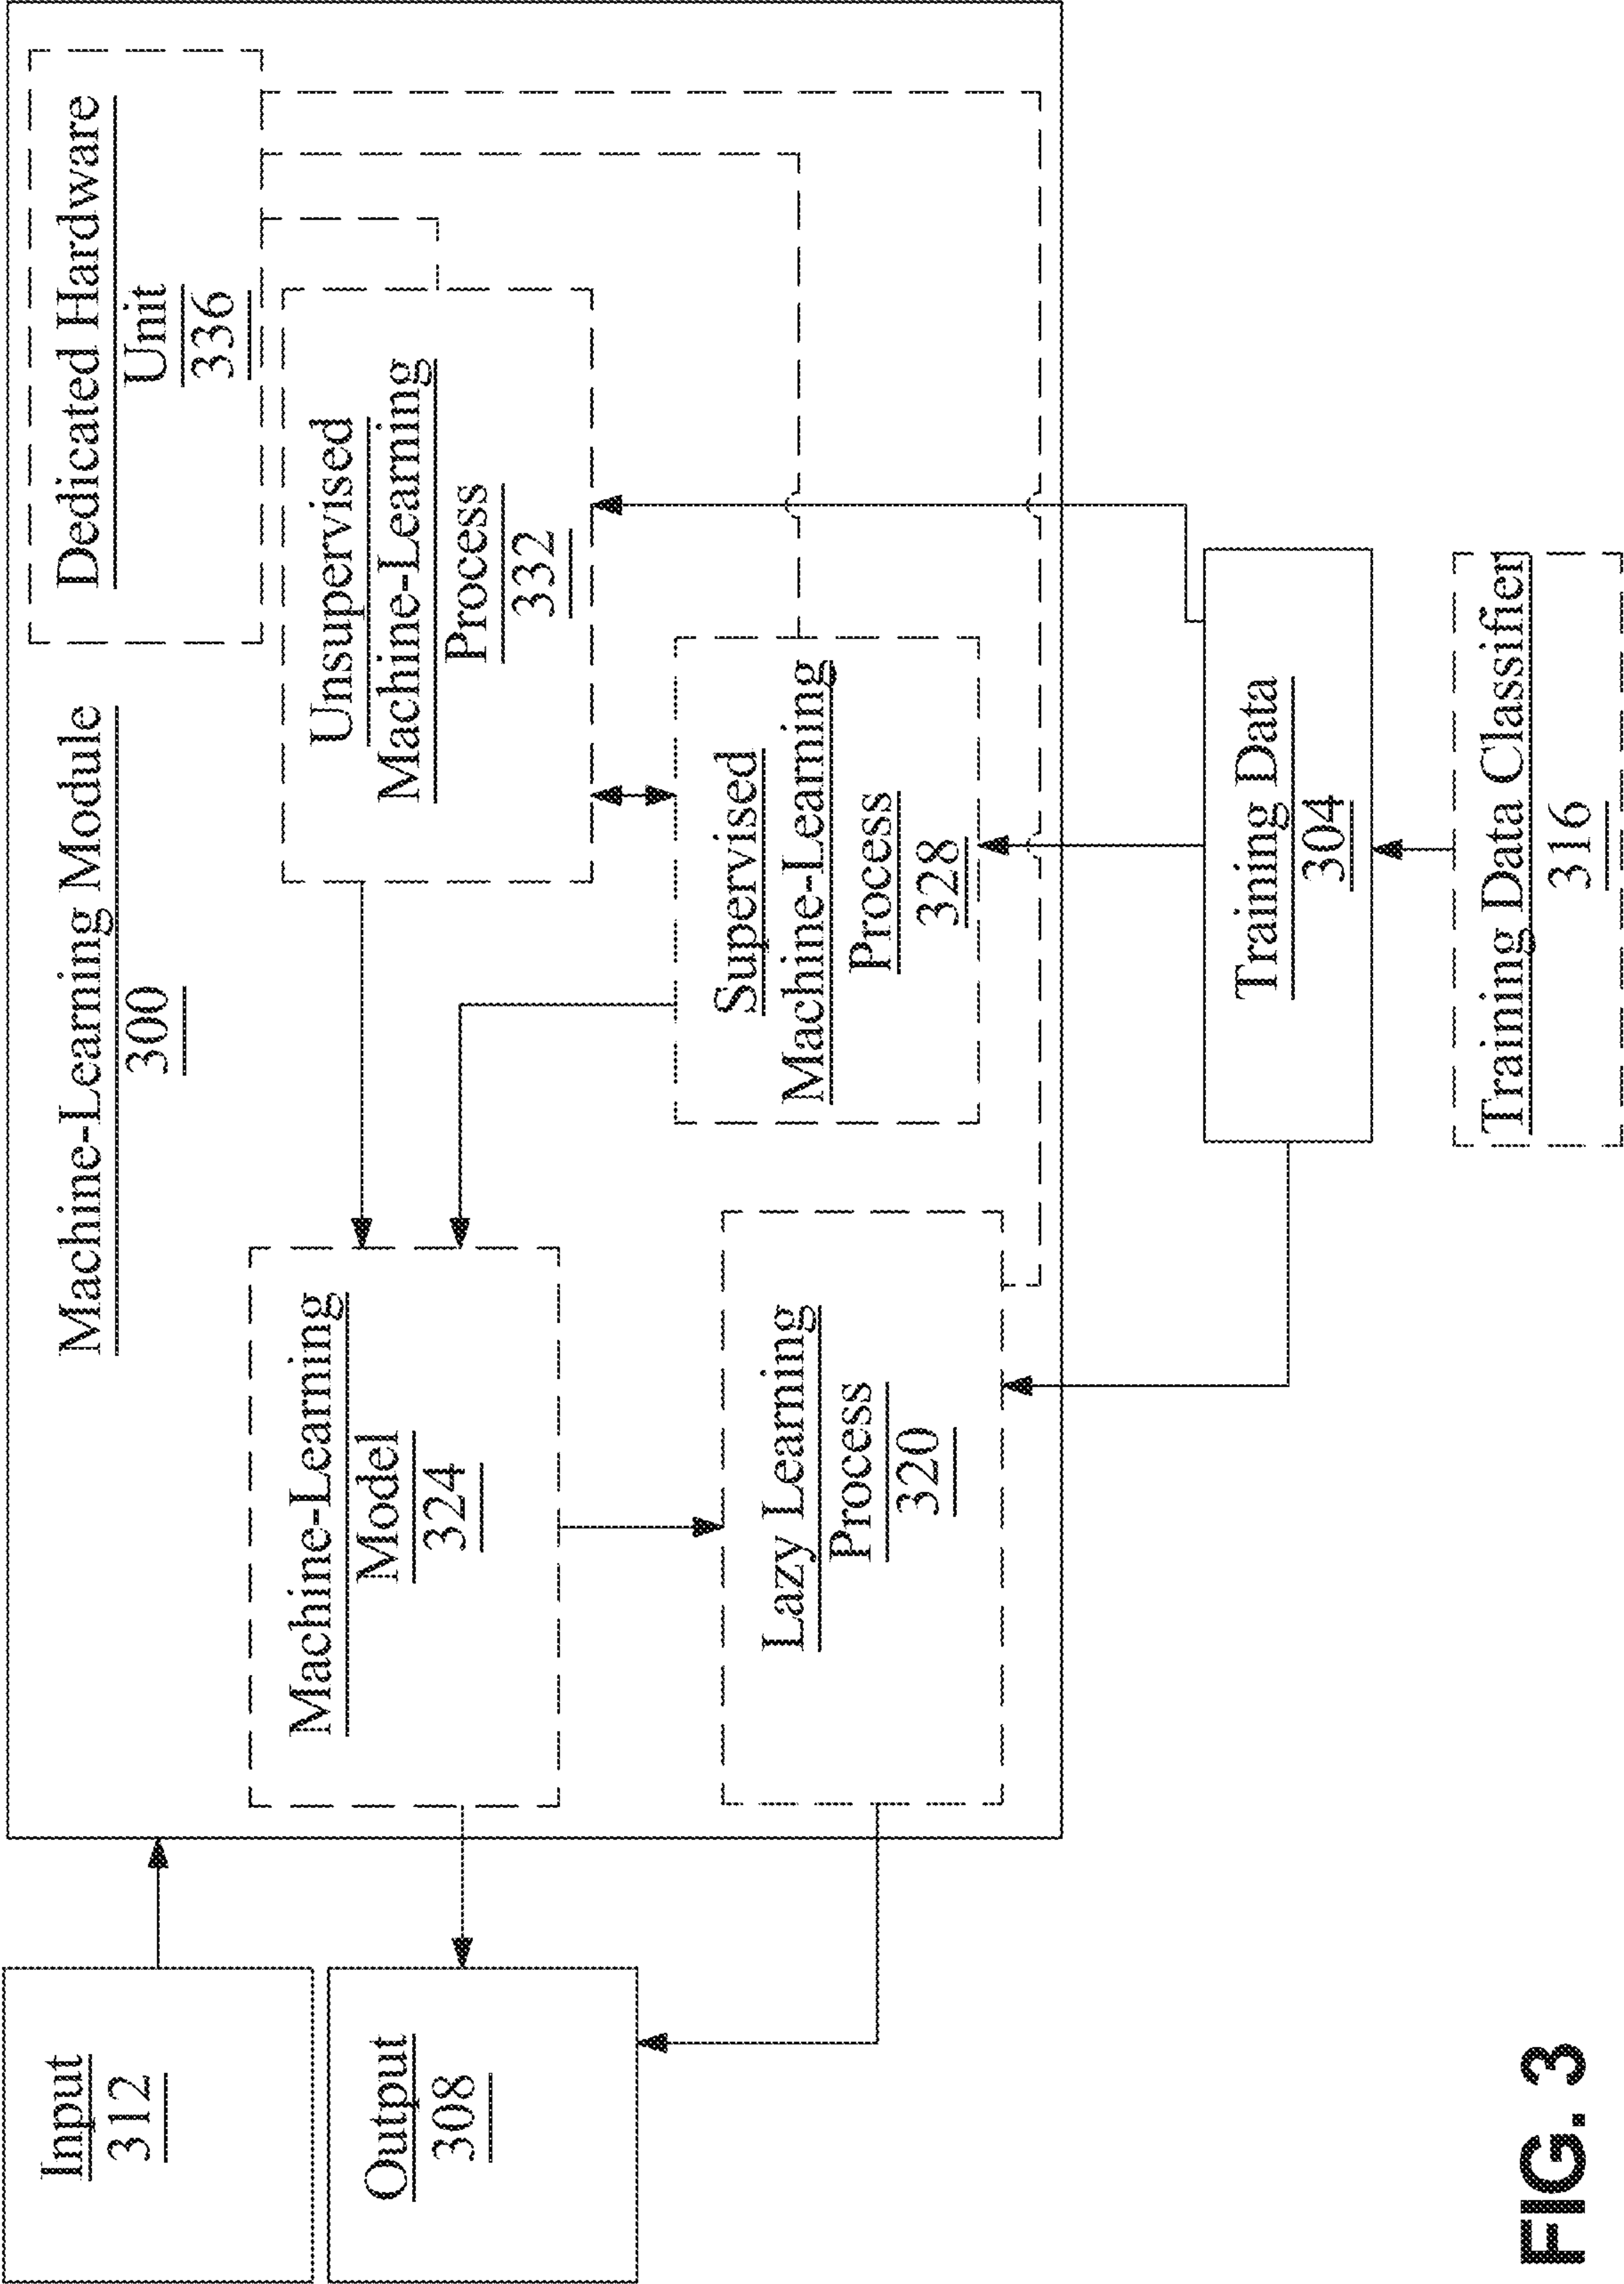 Input
312
Output
308
Machine-Learning Module
300
Dedicated Hardware
Unit
336
Machine-Learning
Model
324
Unsupervised
Machine-Learning
Process
332
Supervised
Machine-Learning
Process
328
Lazy Learning
Process
320
Training Data
304
Training Data Classifier
316
FIG. 3